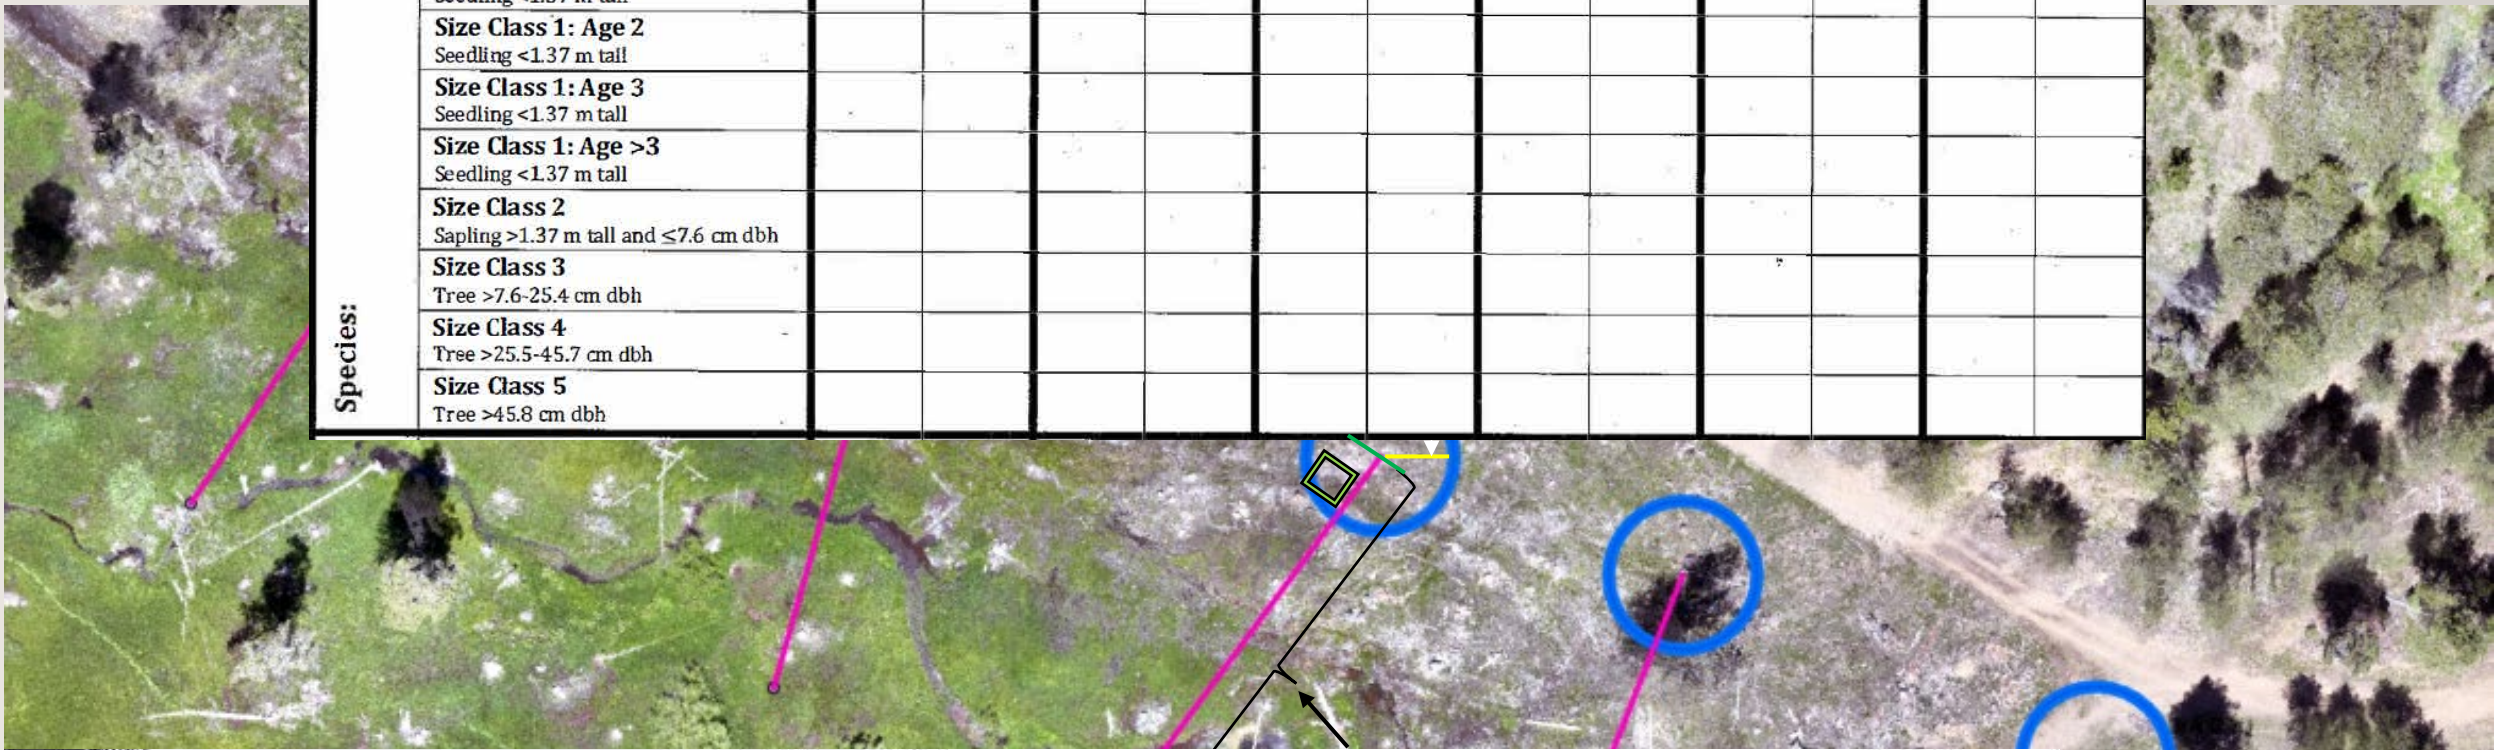 Size Class 1: Age 2
Seedling <1.37 m tall
Size Class 1: Age 3
Seedling <1.37 m tall
Size Class 1: Age >3
Seedling <1.37 m tall
Size Class 2
Sapling >1.37 m tall and ≤7.6 cm dbh
Size Class 3
Tree >7.6-25.4 cm dbh
Size Class 4
Tree >25.5-45.7 cm dbh
Size Class 5
Tree >45.8 cm dbh
Species: